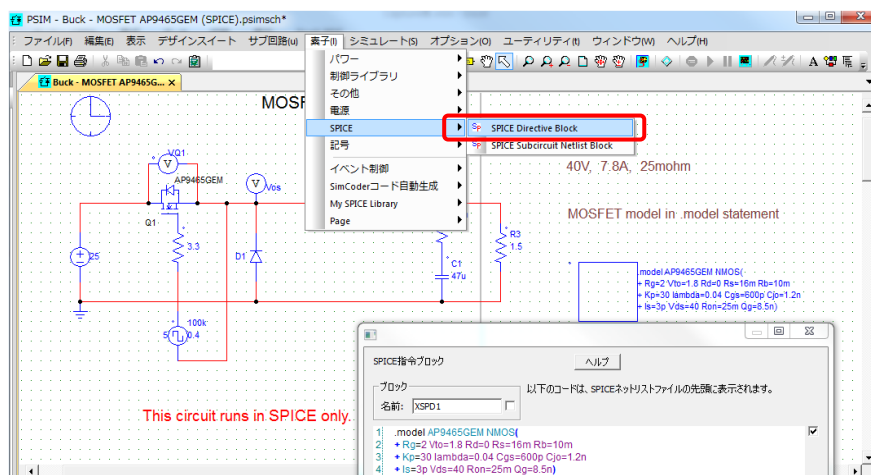 PSIM - Buck - MOSFET AP9465GEM (SPICE).psimsch*
ファイル(F) 編集(E) 表示 デザインスイート サブ回路(u) 素子(I) シミュレート(S) オプション(O) ユーティリティ(t) ウィンドウ(W) ヘルプ(H)
Buck - MOSFET AP9465G... ×
パワー
制御ライブラリ
その他
電源
SPICE
記号
イベント制御
SimCoderコード自動生成
My SPICE Library
Page
SPICE Directive Block
SPICE Subcircuit Netlist Block
MOSF
40V, 7.8A, 25mohm
MOSFET model in .model statement
VQ1
V
AP9465GEM
V
Vos
Q1
3.3
25
D1
C1
47u
R3
1.5
100k
5
0.4
This circuit runs in SPICE only.
.model AP9465GEM NMOS(
+ Rg=2 Vto=1.8 Rd=0 Rs=16m Rb=10m
+ Kp=30 lambda=0.04 Cgs=600p Cjo=1.2n
+ Is=3p Vds=40 Ron=25m Qg=8.5n)
SPICE指令ブロック
ヘルプ
ブロック
名前: XSPD1
以下のコードは、SPICEネットリストファイルの先頭に表示されます。
1 .model AP9465GEM NMOS(
2 + Rg=2 Vto=1.8 Rd=0 Rs=16m Rb=10m
3 + Kp=30 lambda=0.04 Cgs=600p Cjo=1.2n
4 + Is=3p Vds=40 Ron=25m Qg=8.5n)